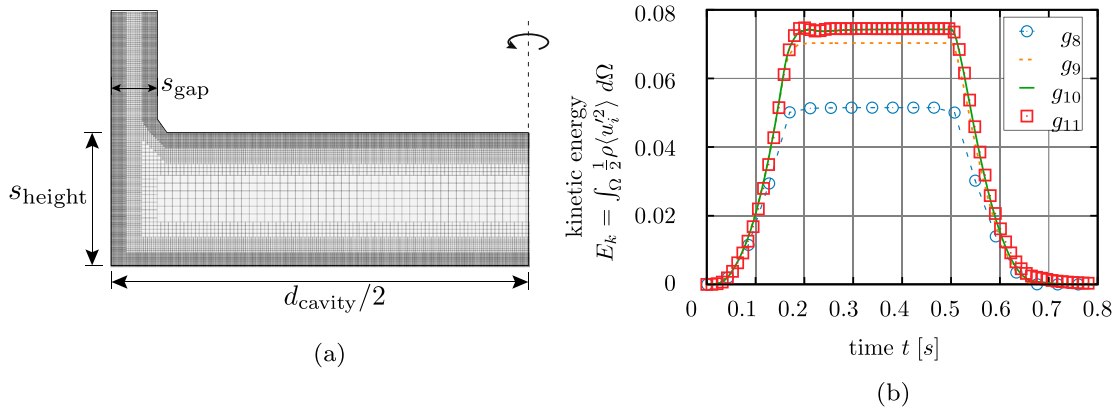 s_gap
s_height
d_cavity/2
(a)
kinetic energy
E_k = ∫_Ω 1/2 ρ⟨u_i'^2⟩ dΩ
0.08
0.06
0.04
0.02
0
g_8
g_9
g_10
g_11
0 0.1 0.2 0.3 0.4 0.5 0.6 0.7 0.8
time t [s]
(b)